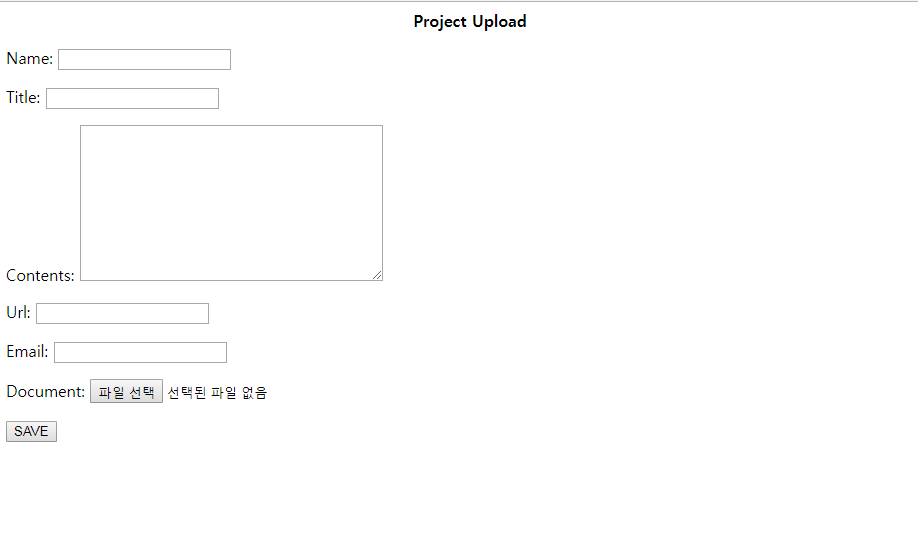 Project Upload
Name:
Title:
Contents:
Url:
Email:
Document: 파일 선택 선택된 파일 없음
SAVE